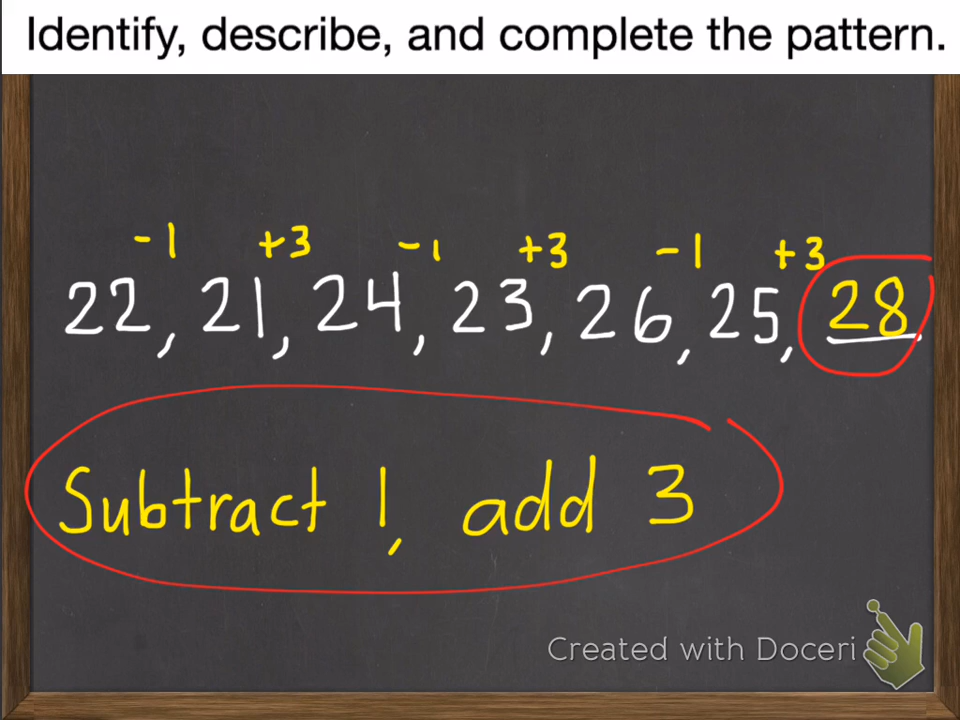 Identify, describe, and complete the pattern.
-1 +3 -1 +3 -1 +3
22, 21, 24, 23, 26, 25, 28
Subtract 1, add 3
Created with Doceri